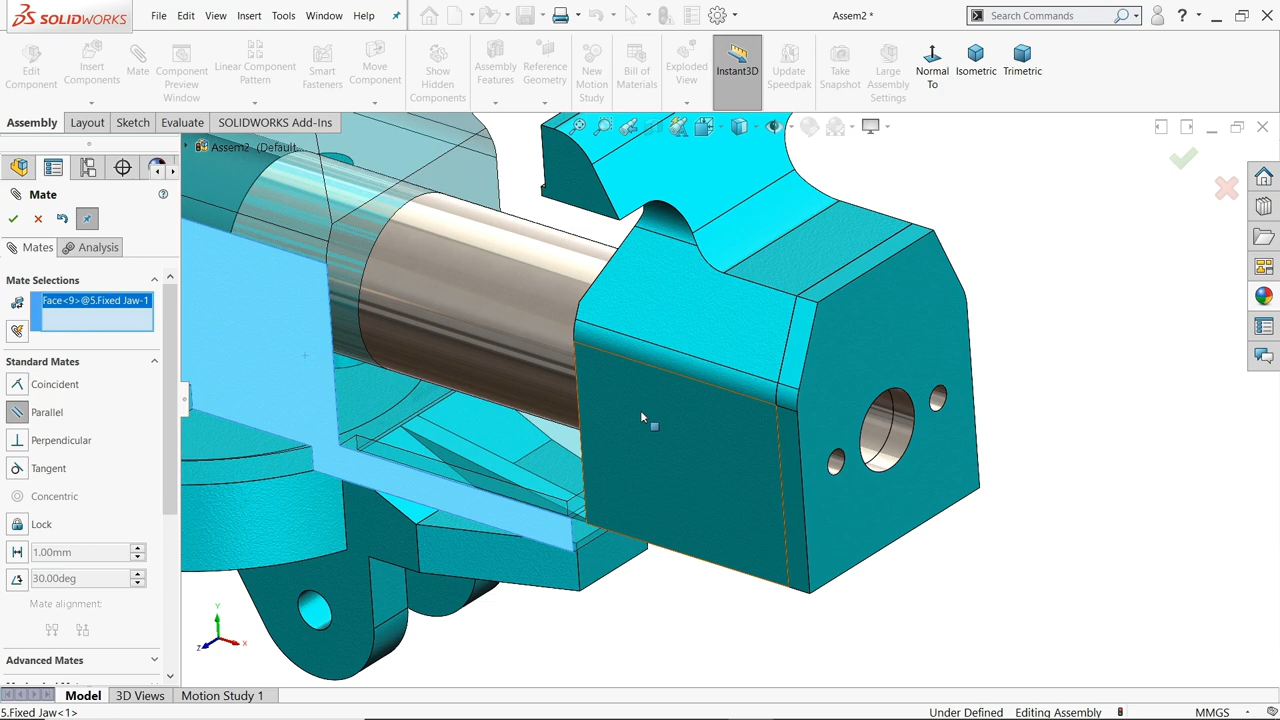 SOLIDWORKS
File Edit View Insert Tools Window Help
Assem2 *
Search Commands
?
Edit Component
Insert Components
Mate
Component Preview Window
Linear Component Pattern
Smart Fasteners
Move Component
Show Hidden Components
Assembly Features
Reference Geometry
New Motion Study
Bill of Materials
Exploded View
Instant3D
Update Speedpak
Take Snapshot
Large Assembly Settings
Normal To
Isometric
Trimetric
Assembly Layout Sketch Evaluate SOLIDWORKS Add-Ins
Assem2 (Default...
Mate
Mates Analysis
Mate Selections
Face<9>@5.Fixed Jaw-1
Standard Mates
Coincident
Parallel
Perpendicular
Tangent
Concentric
Lock
1.00mm
30.00deg
Mate alignment:
Advanced Mates
Y
Z X
Model 3D Views Motion Study 1
5.Fixed Jaw<1> Under Defined Editing Assembly MMGS